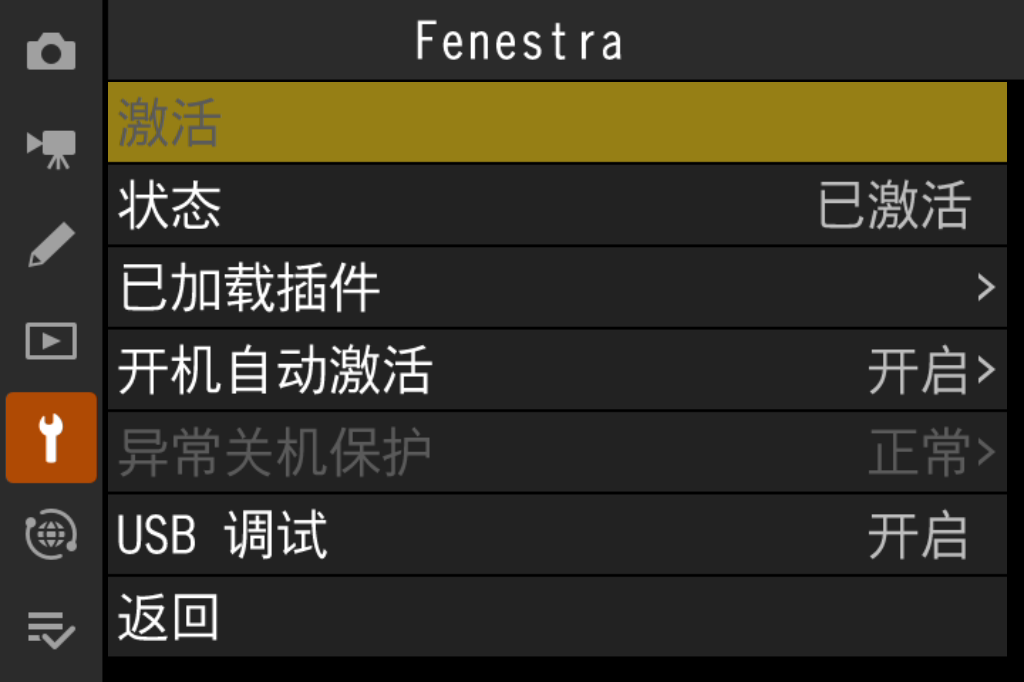 Fenestra
激活
状态 已激活
已加载插件 >
开机自动激活 开启>
异常关机保护 正常>
USB 调试 开启
返回